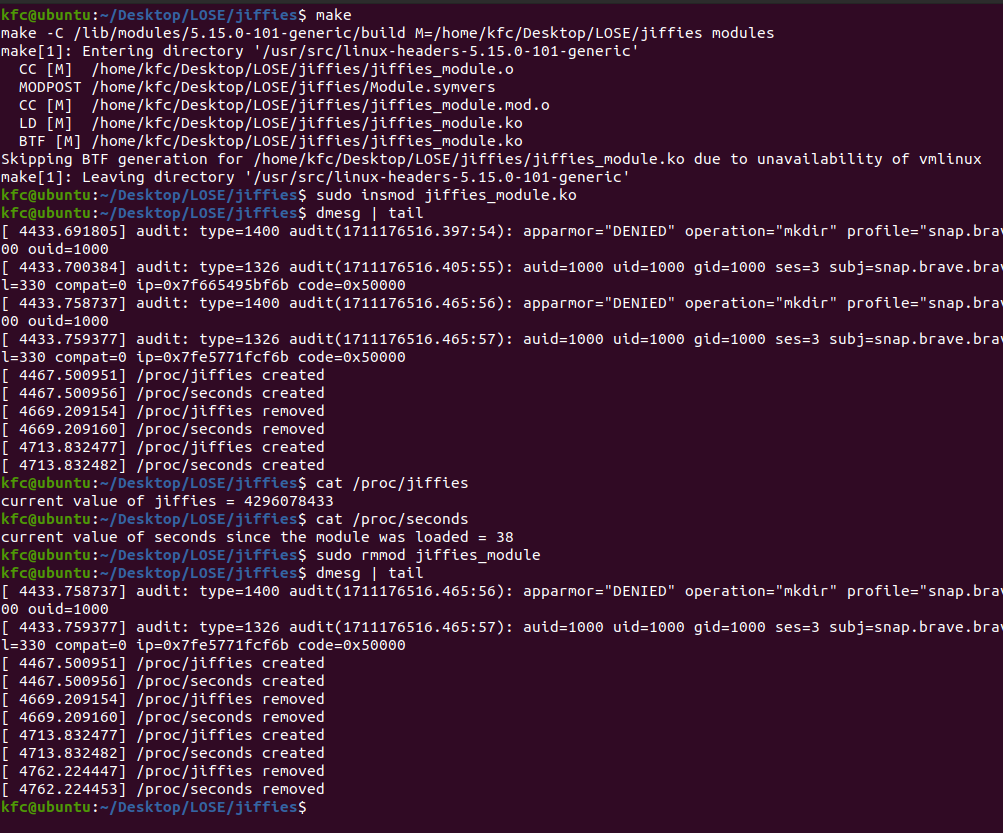 kfc@ubuntu:~/Desktop/LOSE/jiffies$ make
make -C /lib/modules/5.15.0-101-generic/build M=/home/kfc/Desktop/LOSE/jiffies modules
make[1]: Entering directory '/usr/src/linux-headers-5.15.0-101-generic'
  CC [M]  /home/kfc/Desktop/LOSE/jiffies/jiffies_module.o
  MODPOST /home/kfc/Desktop/LOSE/jiffies/Module.symvers
  CC [M]  /home/kfc/Desktop/LOSE/jiffies/jiffies_module.mod.o
  LD [M]  /home/kfc/Desktop/LOSE/jiffies/jiffies_module.ko
  BTF [M] /home/kfc/Desktop/LOSE/jiffies/jiffies_module.ko
Skipping BTF generation for /home/kfc/Desktop/LOSE/jiffies/jiffies_module.ko due to unavailability of vmlinux
make[1]: Leaving directory '/usr/src/linux-headers-5.15.0-101-generic'
kfc@ubuntu:~/Desktop/LOSE/jiffies$ sudo insmod jiffies_module.ko
kfc@ubuntu:~/Desktop/LOSE/jiffies$ dmesg | tail
[ 4433.691805] audit: type=1400 audit(1711176516.397:54): apparmor="DENIED" operation="mkdir" profile="snap.brav
00 ouid=1000
[ 4433.700384] audit: type=1326 audit(1711176516.405:55): auid=1000 uid=1000 gid=1000 ses=3 subj=snap.brave.brav
l=330 compat=0 ip=0x7f665495bf6b code=0x50000
[ 4433.758737] audit: type=1400 audit(1711176516.465:56): apparmor="DENIED" operation="mkdir" profile="snap.brav
00 ouid=1000
[ 4433.759377] audit: type=1326 audit(1711176516.465:57): auid=1000 uid=1000 gid=1000 ses=3 subj=snap.brave.brav
l=330 compat=0 ip=0x7fe5771fcf6b code=0x50000
[ 4467.500951] /proc/jiffies created
[ 4467.500956] /proc/seconds created
[ 4669.209154] /proc/jiffies removed
[ 4669.209160] /proc/seconds removed
[ 4713.832477] /proc/jiffies created
[ 4713.832482] /proc/seconds created
kfc@ubuntu:~/Desktop/LOSE/jiffies$ cat /proc/jiffies
current value of jiffies = 4296078433
kfc@ubuntu:~/Desktop/LOSE/jiffies$ cat /proc/seconds
current value of seconds since the module was loaded = 38
kfc@ubuntu:~/Desktop/LOSE/jiffies$ sudo rmmod jiffies_module
kfc@ubuntu:~/Desktop/LOSE/jiffies$ dmesg | tail
[ 4433.758737] audit: type=1400 audit(1711176516.465:56): apparmor="DENIED" operation="mkdir" profile="snap.brav
00 ouid=1000
[ 4433.759377] audit: type=1326 audit(1711176516.465:57): auid=1000 uid=1000 gid=1000 ses=3 subj=snap.brave.brav
l=330 compat=0 ip=0x7fe5771fcf6b code=0x50000
[ 4467.500951] /proc/jiffies created
[ 4467.500956] /proc/seconds created
[ 4669.209154] /proc/jiffies removed
[ 4669.209160] /proc/seconds removed
[ 4713.832477] /proc/jiffies created
[ 4713.832482] /proc/seconds created
[ 4762.224447] /proc/jiffies removed
[ 4762.224453] /proc/seconds removed
kfc@ubuntu:~/Desktop/LOSE/jiffies$